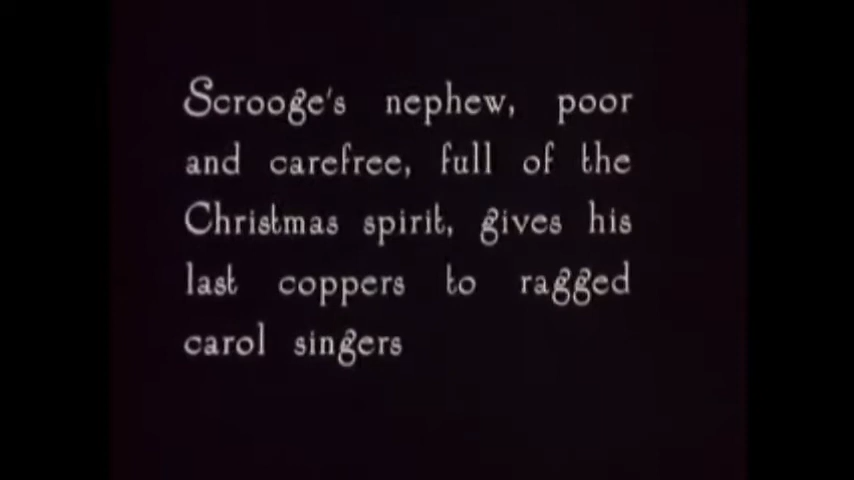 Scrooge's nephew, poor
and carefree, full of the
Christmas spirit, gives his
last coppers to ragged
carol singers